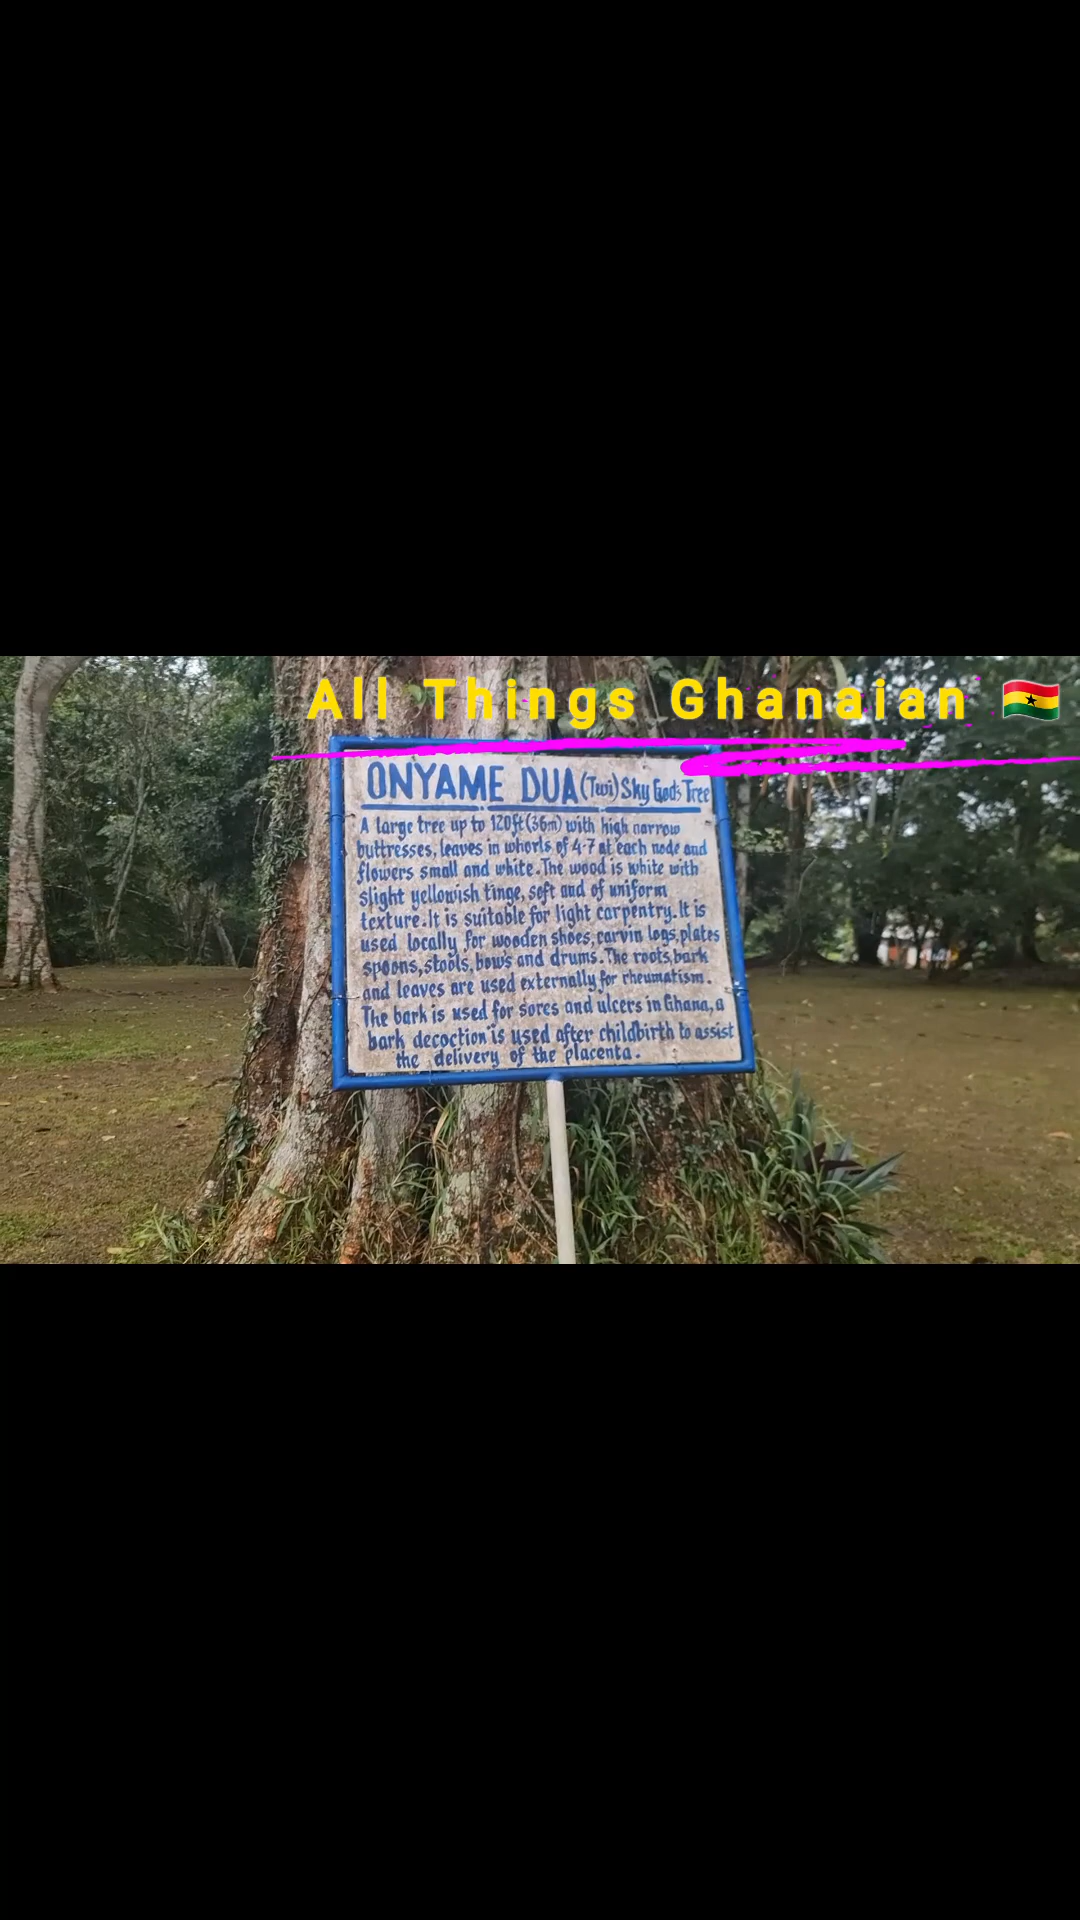 All Things Ghanaian 🇬🇭
ONYAME DUA (Twi) Sky Gods Tree
A large tree up to 120ft (36m) with high narrow
buttresses, leaves in whorls of 4-7 at each node and
flowers small and white. The wood is white with
slight yellowish tinge, soft and of uniform
texture. It is suitable for light carpentry. It is
used locally for wooden shoes, carvin logs, plates
spoons, stools, bows and drums. The roots, bark
and leaves are used externally for rheumatism.
The bark is used for sores and ulcers in Ghana, a
bark decoction is used after childbirth to assist
the delivery of the placenta.